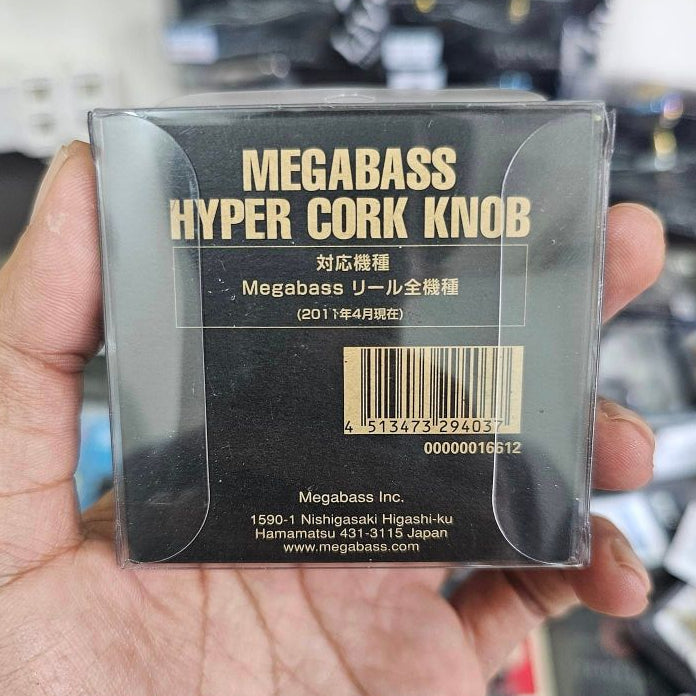 MEGABASS
HYPER CORK KNOB
対応機種
Megabass リール全機種
(2011年4月現在)
4 513473 294037
00000016612
Megabass Inc.
1590-1 Nishigasaki Higashi-ku
Hamamatsu 431-3115 Japan
www.megabass.com